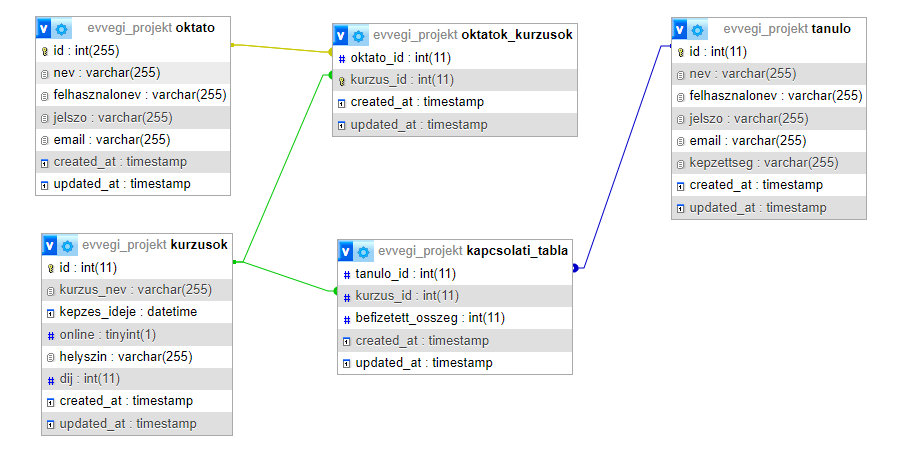 evvegi_projekt oktato
id : int(255)
nev : varchar(255)
felhasznalonev : varchar(255)
jelszo : varchar(255)
email : varchar(255)
created_at : timestamp
updated_at : timestamp
evvegi_projekt oktatok_kurzusok
oktato_id : int(11)
kurzus_id : int(11)
created_at : timestamp
updated_at : timestamp
evvegi_projekt tanulo
id : int(11)
nev : varchar(255)
felhasznalonev : varchar(255)
jelszo : varchar(255)
email : varchar(255)
kepzettseg : varchar(255)
created_at : timestamp
updated_at : timestamp
evvegi_projekt kurzusok
id : int(11)
kurzus_nev : varchar(255)
kepzes_ideje : datetime
online : tinyint(1)
helyszin : varchar(255)
dij : int(11)
created_at : timestamp
updated_at : timestamp
evvegi_projekt kapcsolati_tabla
tanulo_id : int(11)
kurzus_id : int(11)
befizetett_osszeg : int(11)
created_at : timestamp
updated_at : timestamp